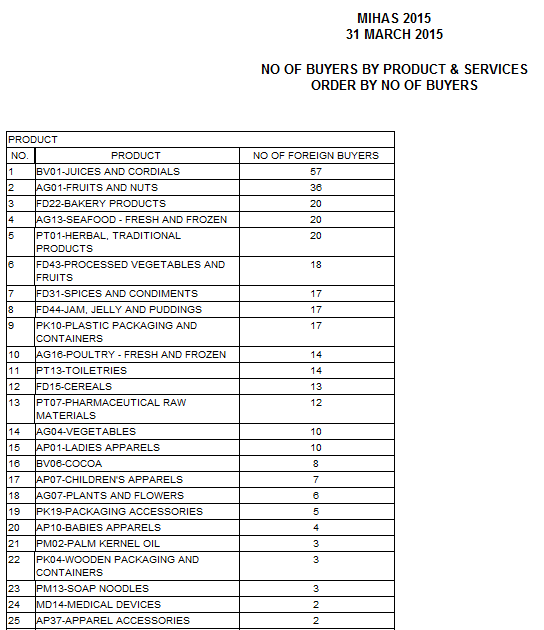 MIHAS 2015
31 MARCH 2015
NO OF BUYERS BY PRODUCT & SERVICES
ORDER BY NO OF BUYERS
PRODUCT
NO. PRODUCT NO OF FOREIGN BUYERS
1 BV01-JUICES AND CORDIALS 57
2 AG01-FRUITS AND NUTS 36
3 FD22-BAKERY PRODUCTS 20
4 AG13-SEAFOOD - FRESH AND FROZEN 20
5 PT01-HERBAL, TRADITIONAL 20
PRODUCTS
6 FD43-PROCESSED VEGETABLES AND 18
FRUITS
7 FD31-SPICES AND CONDIMENTS 17
8 FD44-JAM, JELLY AND PUDDINGS 17
9 PK10-PLASTIC PACKAGING AND 17
CONTAINERS
10 AG16-POULTRY - FRESH AND FROZEN 14
11 PT13-TOILETRIES 14
12 FD15-CEREALS 13
13 PT07-PHARMACEUTICAL RAW 12
MATERIALS
14 AG04-VEGETABLES 10
15 AP01-LADIES APPARELS 10
16 BV06-COCOA 8
17 AP07-CHILDREN'S APPARELS 7
18 AG07-PLANTS AND FLOWERS 6
19 PK19-PACKAGING ACCESSORIES 5
20 AP10-BABIES APPARELS 4
21 PM02-PALM KERNEL OIL 3
22 PK04-WOODEN PACKAGING AND 3
CONTAINERS
23 PM13-SOAP NOODLES 3
24 MD14-MEDICAL DEVICES 2
25 AP37-APPAREL ACCESSORIES 2